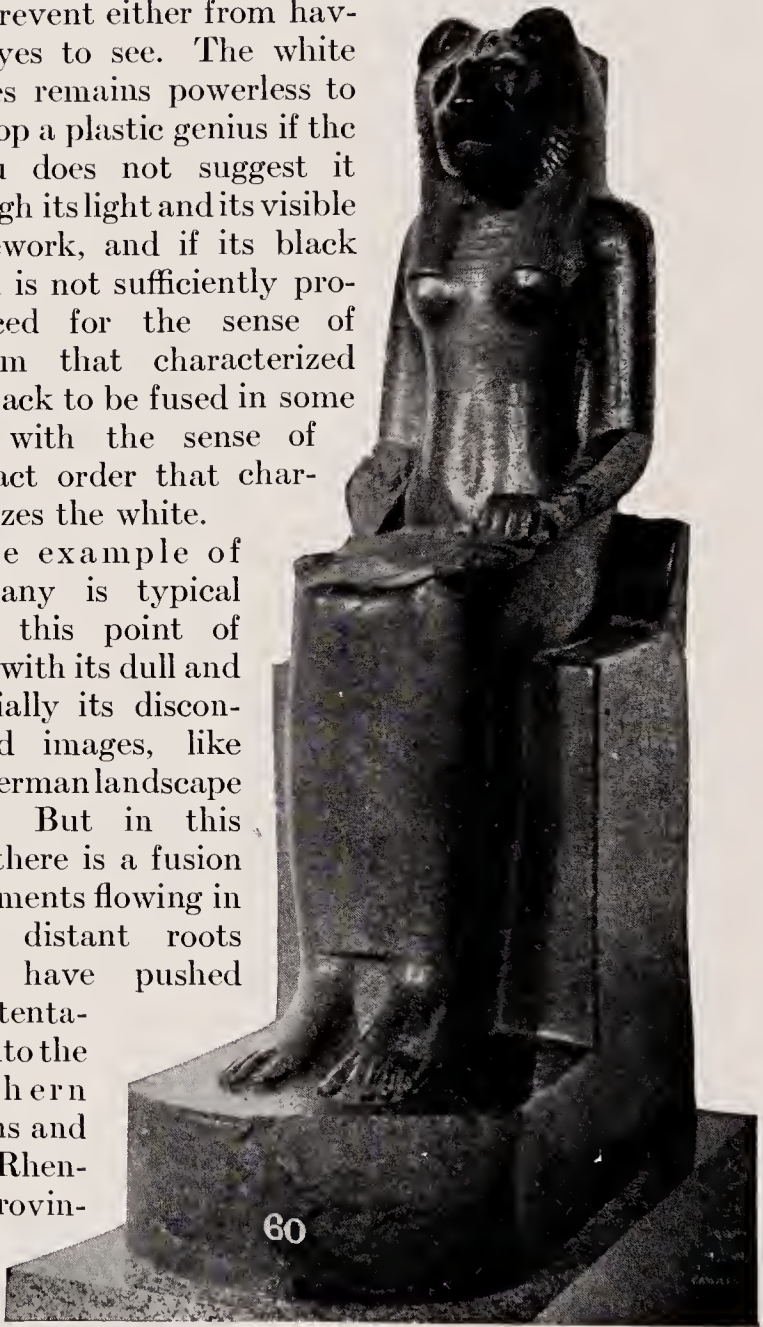 revent either from hav-
yes to see. The white
es remains powerless to
op a plastic genius if the
u does not suggest it
gh its light and its visible
ework, and if its black
is not sufficiently pro-
ced for the sense of
m that characterized
ack to be fused in some
with the sense of
act order that char-
zes the white.
e example of
any is typical
this point of
with its dull and
ially its discon-
d images, like
erman landscape
But in this
there is a fusion
ments flowing in
distant roots
have pushed
tenta-
to the
hern
ns and
Rhen-
rovin-
60